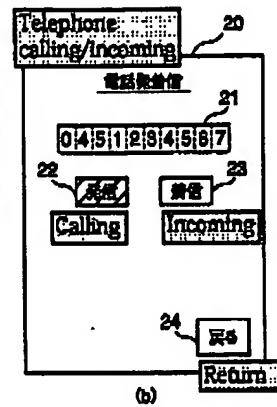 Telephone
calling/incoming
20
電話発着信
21
0451234567
22
23
発信 着信
Calling Incoming
24
戻る
Return
(b)